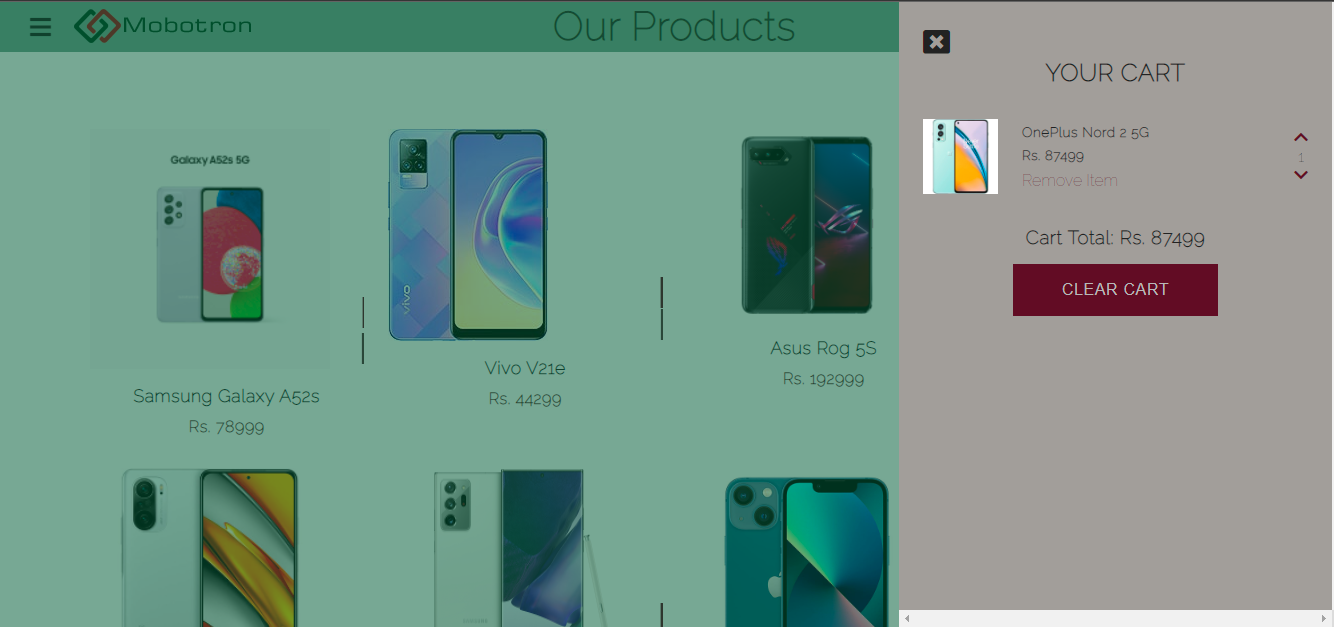 Mobotron
Our Products
YOUR CART
OnePlus Nord 2 5G
Rs. 87499
1
Remove Item
Cart Total: Rs. 87499
CLEAR CART
Galaxy A52s 5G
vivo
Samsung Galaxy A52s
Rs. 78999
Vivo V21e
Rs. 44299
Asus Rog 5S
Rs. 192999